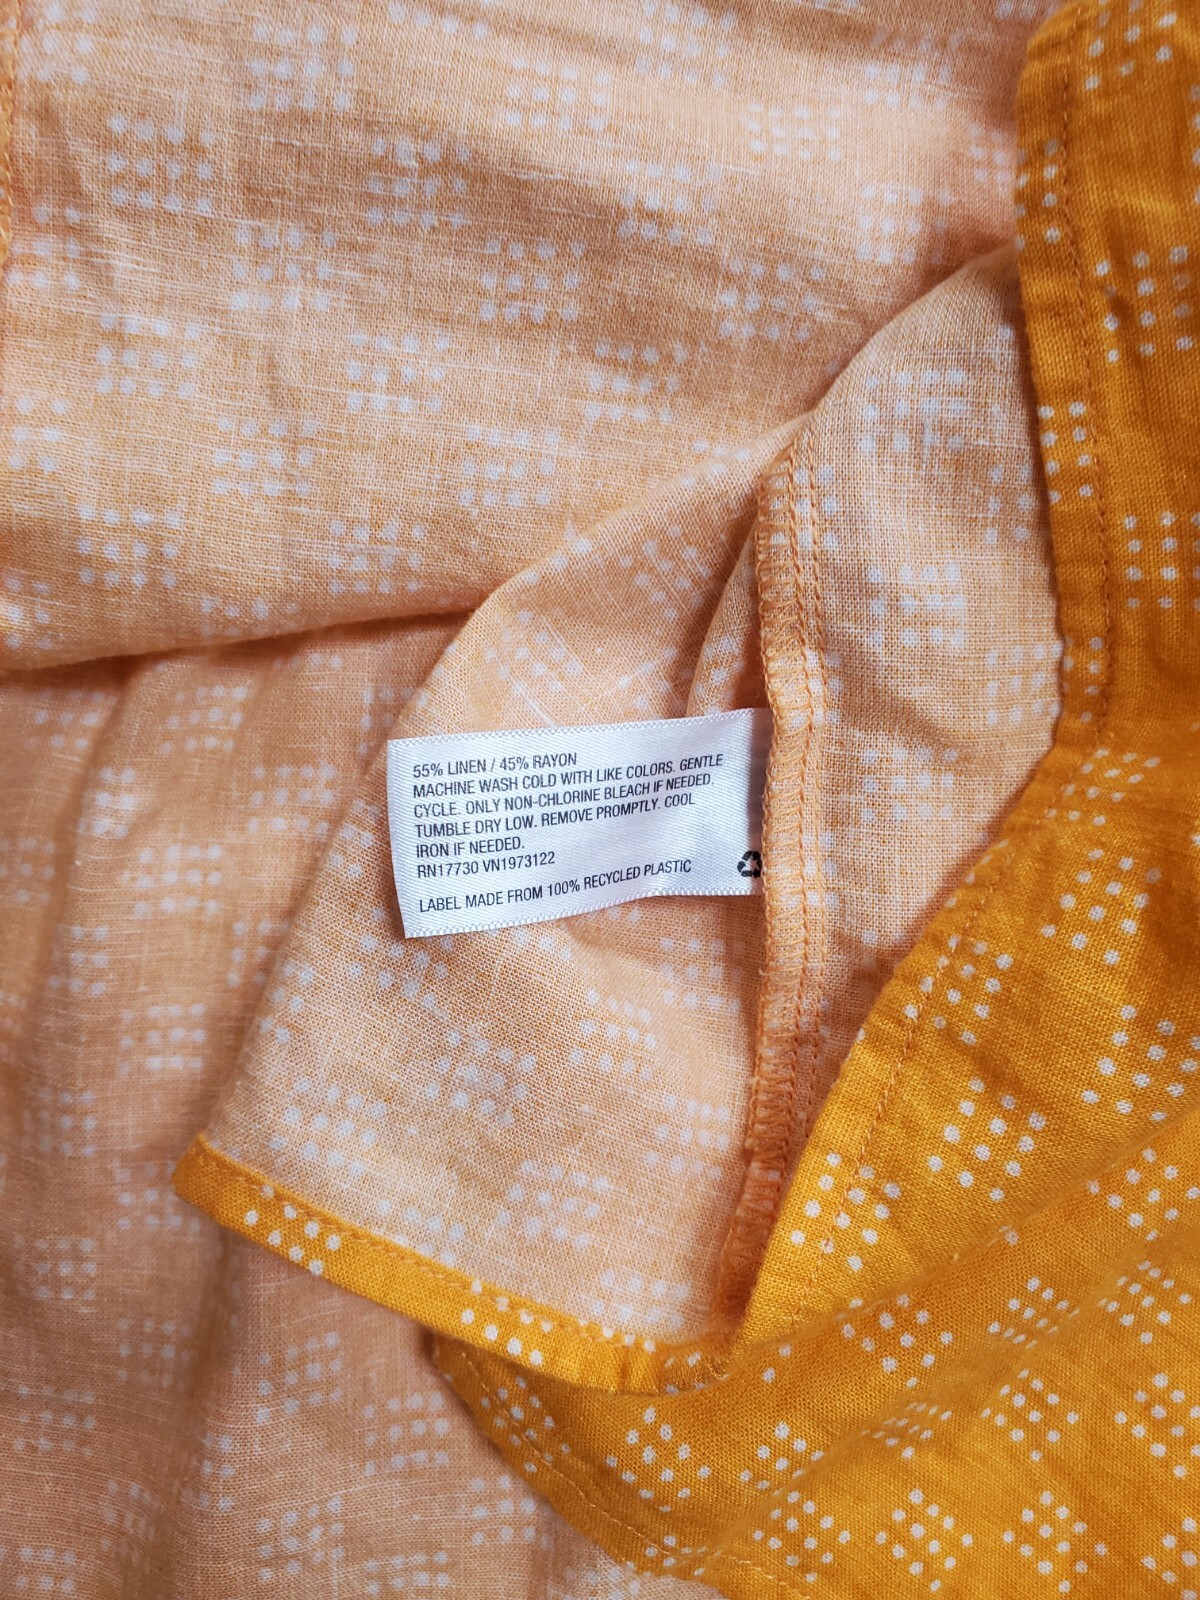 55% LINEN / 45% RAYON
MACHINE WASH COLD WITH LIKE COLORS. GENTLE
CYCLE. ONLY NON-CHLORINE BLEACH IF NEEDED.
TUMBLE DRY LOW. REMOVE PROMPTLY. COOL
IRON IF NEEDED.
RN17730 VN1973122
LABEL MADE FROM 100% RECYCLED PLASTIC